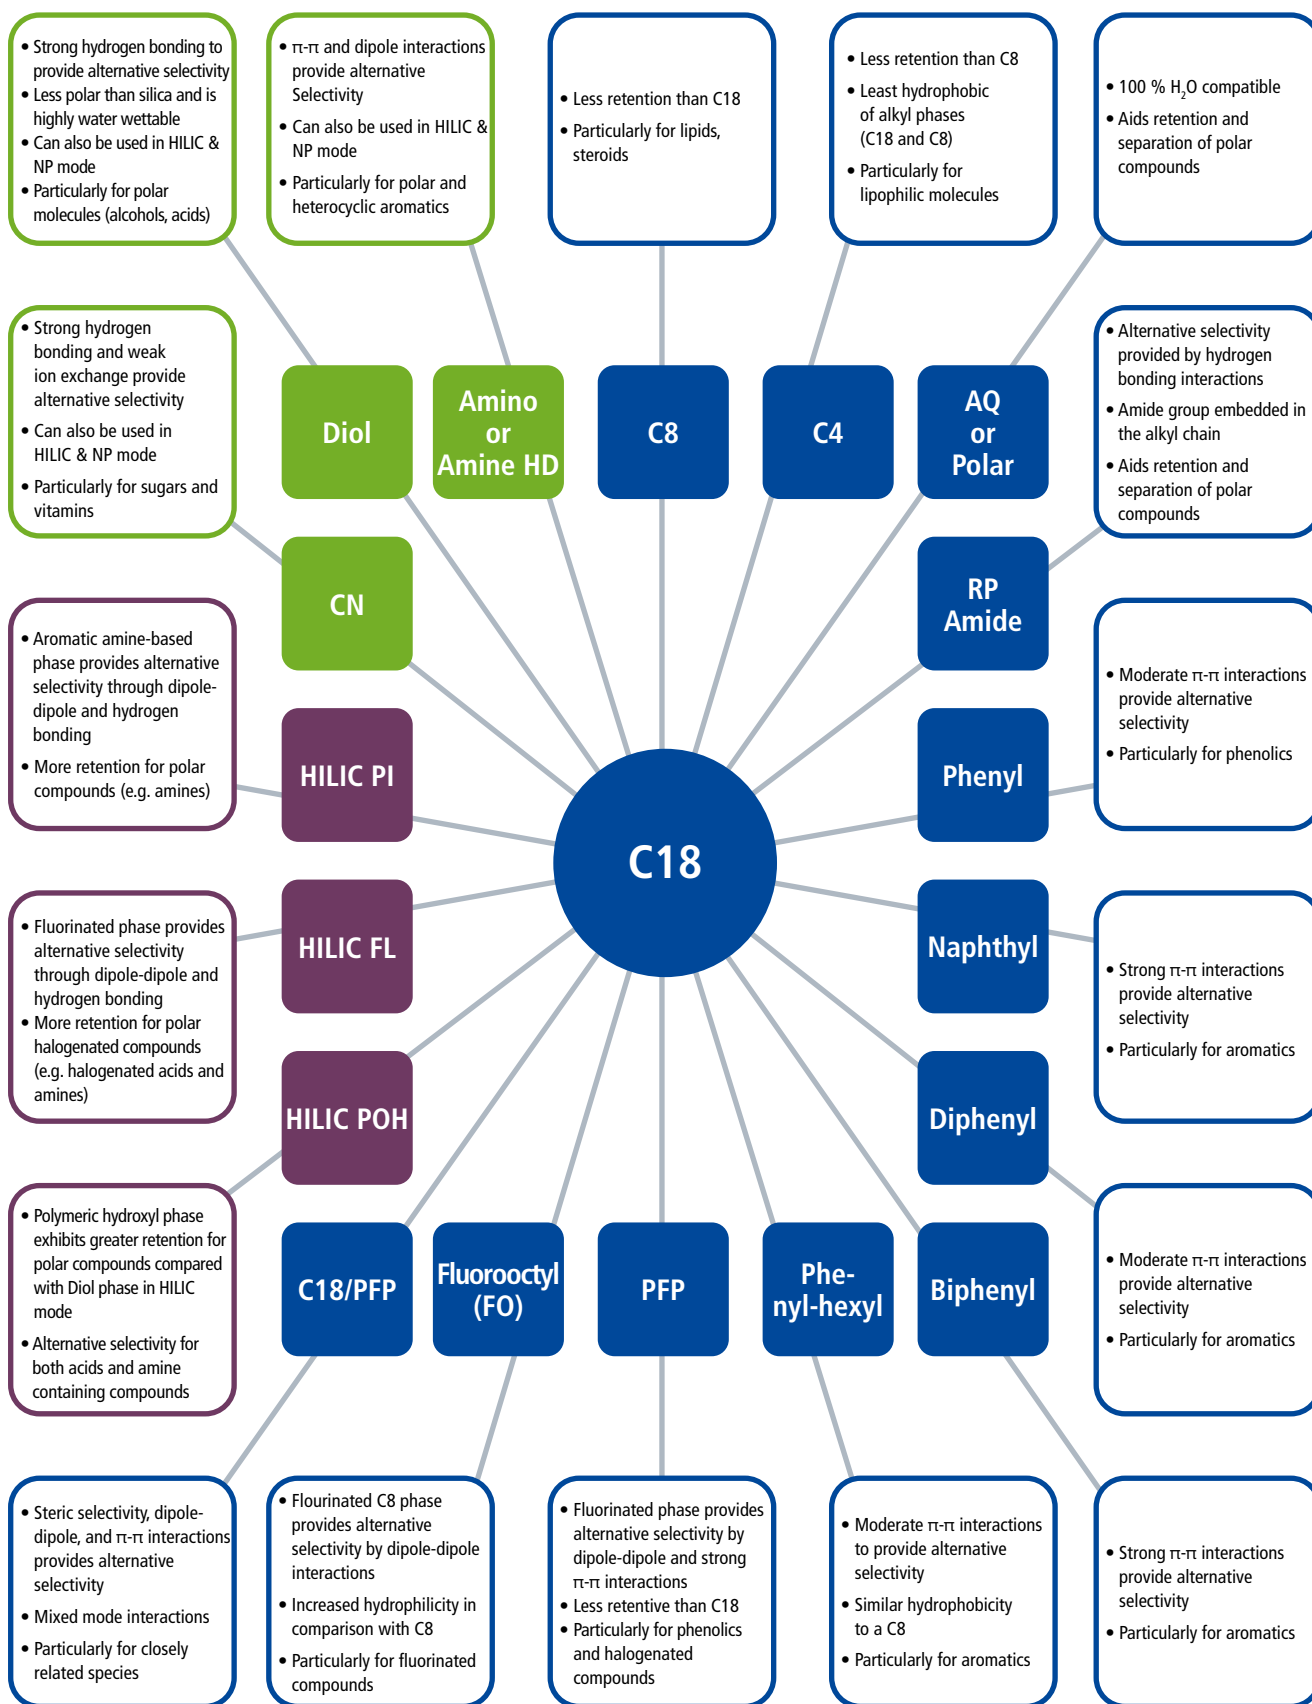 • Strong hydrogen bonding to
provide alternative selectivity
• Less polar than silica and is
highly water wettable
• Can also be used in HILIC &
NP mode
• Particularly for polar
molecules (alcohols, acids)
• π-π and dipole interactions
provide alternative
Selectivity
• Can also be used in HILIC &
NP mode
• Particularly for polar and
heterocyclic aromatics
• Less retention than C18
• Particularly for lipids,
steroids
• Less retention than C8
• Least hydrophobic
of alkyl phases
(C18 and C8)
• Particularly for
lipophilic molecules
• 100 % H₂O compatible
• Aids retention and
separation of polar
compounds
• Strong hydrogen
bonding and weak
ion exchange provide
alternative selectivity
• Can also be used in
HILIC & NP mode
• Particularly for sugars and
vitamins
Diol
Amino
or
Amine HD
C8
C4
AQ
or
Polar
• Alternative selectivity
provided by hydrogen
bonding interactions
• Amide group embedded in
the alkyl chain
• Aids retention and
separation of polar
compounds
CN
RP
Amide
• Aromatic amine-based
phase provides alternative
selectivity through dipole-
dipole and hydrogen
bonding
• More retention for polar
compounds (e.g. amines)
HILIC PI
Phenyl
• Moderate π-π interactions
provide alternative
selectivity
• Particularly for phenolics
C18
• Fluorinated phase provides
alternative selectivity
through dipole-dipole and
hydrogen bonding
• More retention for polar
halogenated compounds
(e.g. halogenated acids and
amines)
HILIC FL
Naphthyl
• Strong π-π interactions
provide alternative
selectivity
• Particularly for aromatics
HILIC POH
Diphenyl
• Polymeric hydroxyl phase
exhibits greater retention for
polar compounds compared
with Diol phase in HILIC
mode
• Alternative selectivity for
both acids and amine
containing compounds
C18/PFP
Fluorooctyl
(FO)
PFP
Phe-
nyl-hexyl
Biphenyl
• Moderate π-π interactions
provide alternative
selectivity
• Particularly for aromatics
• Steric selectivity, dipole-
dipole, and π-π interactions
provides alternative
selectivity
• Mixed mode interactions
• Particularly for closely
related species
• Flourinated C8 phase
provides alternative
selectivity by dipole-dipole
interactions
• Increased hydrophilicity in
comparison with C8
• Particularly for fluorinated
compounds
• Fluorinated phase provides
alternative selectivity by
dipole-dipole and strong
π-π interactions
• Less retentive than C18
• Particularly for phenolics
and halogenated
compounds
• Moderate π-π interactions
to provide alternative
selectivity
• Similar hydrophobicity
to a C8
• Particularly for aromatics
• Strong π-π interactions
provide alternative
selectivity
• Particularly for aromatics